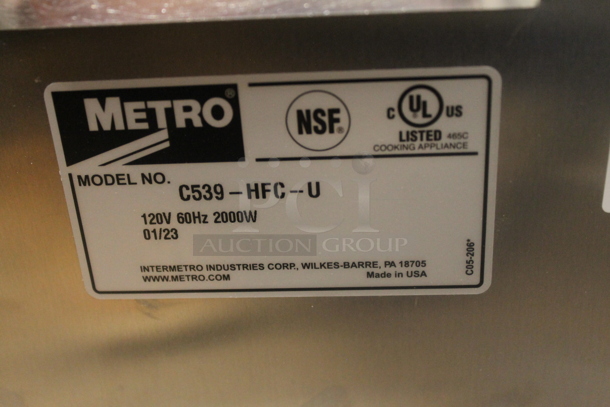 METRO®
NSF®
C UL® US
LISTED 465C
COOKING APPLIANCE
MODEL NO. C539-HFC--U
120V 60Hz 2000W
01/23
PCI
AUCTION GROUP
INTERMETRO INDUSTRIES CORP., WILKES-BARRE, PA 18705
WWW.METRO.COM Made in USA
C05-206*